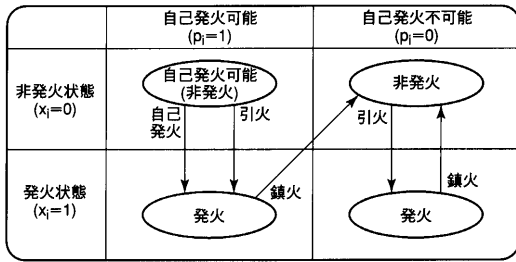 自己発火可能
(pi=1)
自己発火不可能
(pi=0)
非発火状態
(xi=0)
自己発火可能
(非発火)
自己
発火
引火
非発火
引火
発火状態
(xi=1)
発火
鎮火
発火
鎮火